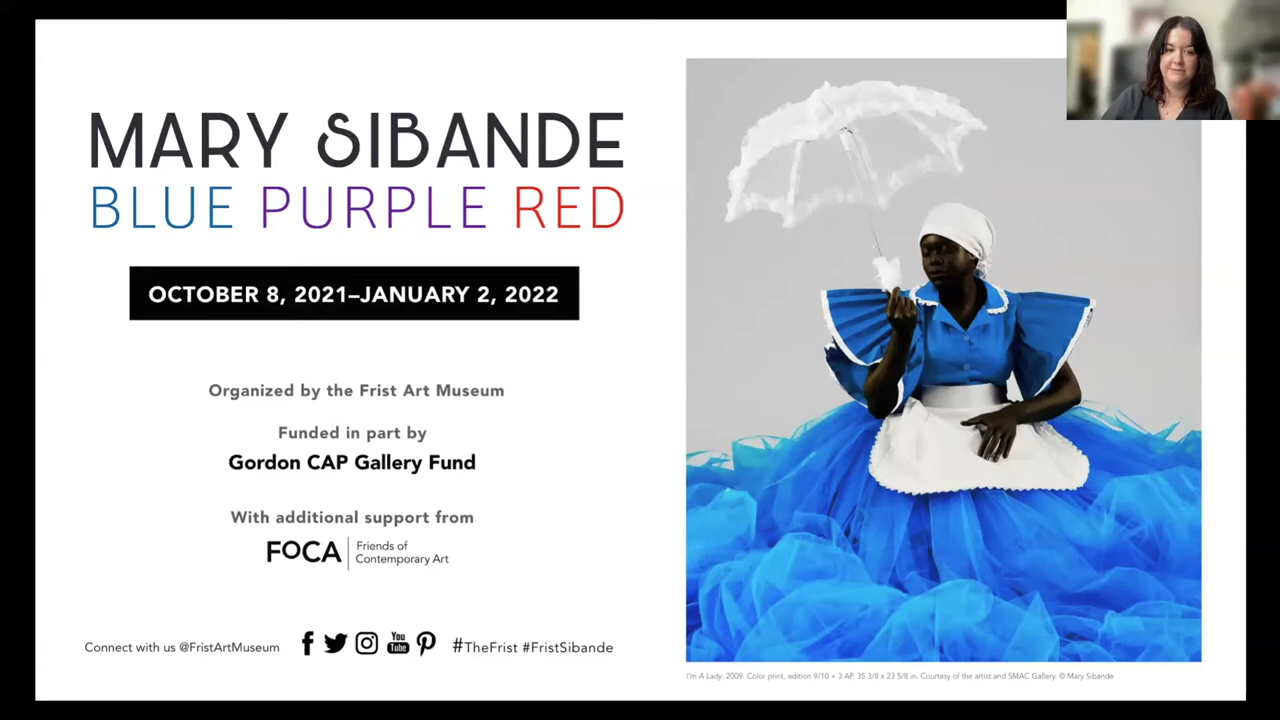 MARY SIBANDE
BLUE PURPLE RED
OCTOBER 8, 2021–JANUARY 2, 2022
Organized by the Frist Art Museum
Funded in part by
Gordon CAP Gallery Fund
With additional support from
FOCA
Friends of
Contemporary Art
Connect with us @FristArtMuseum
You
Tube
#TheFrist #FristSibande
I'm A Lady, 2009. Color print, edition 9/10 + 3 AP. 35 3/8 x 23 5/8 in. Courtesy of the artist and SMAC Gallery. © Mary Sibande